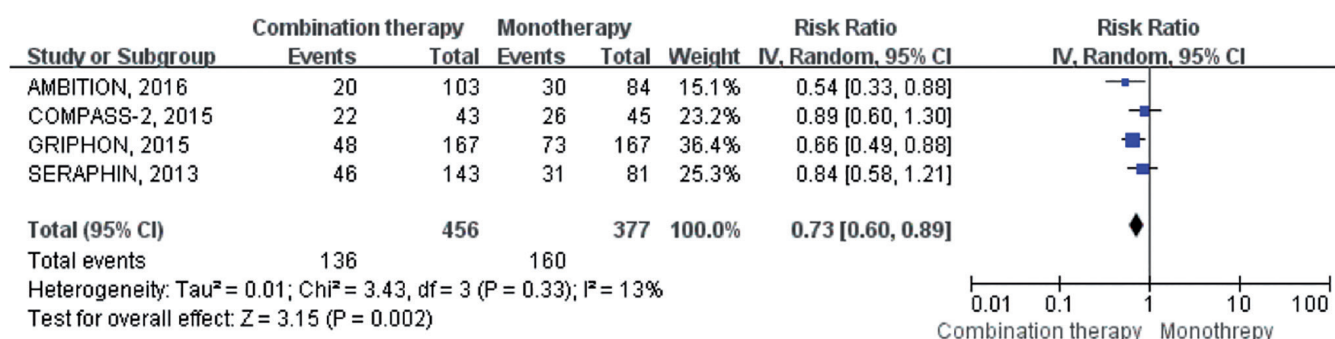 Combination therapy Monotherapy Risk Ratio Risk Ratio
Study or Subgroup Events Total Events Total Weight IV, Random, 95% CI IV, Random, 95% CI
AMBITION, 2016 20 103 30 84 15.1% 0.54 [0.33, 0.88]
COMPASS-2, 2015 22 43 26 45 23.2% 0.89 [0.60, 1.30]
GRIPHON, 2015 48 167 73 167 36.4% 0.66 [0.49, 0.88]
SERAPHIN, 2013 46 143 31 81 25.3% 0.84 [0.58, 1.21]
Total (95% CI) 456 377 100.0% 0.73 [0.60, 0.89]
Total events 136 160
Heterogeneity: Tau² = 0.01; Chi² = 3.43, df = 3 (P = 0.33); I² = 13%
Test for overall effect: Z = 3.15 (P = 0.002)
0.01 0.1 1 10 100
Combination therapy Monothrepy